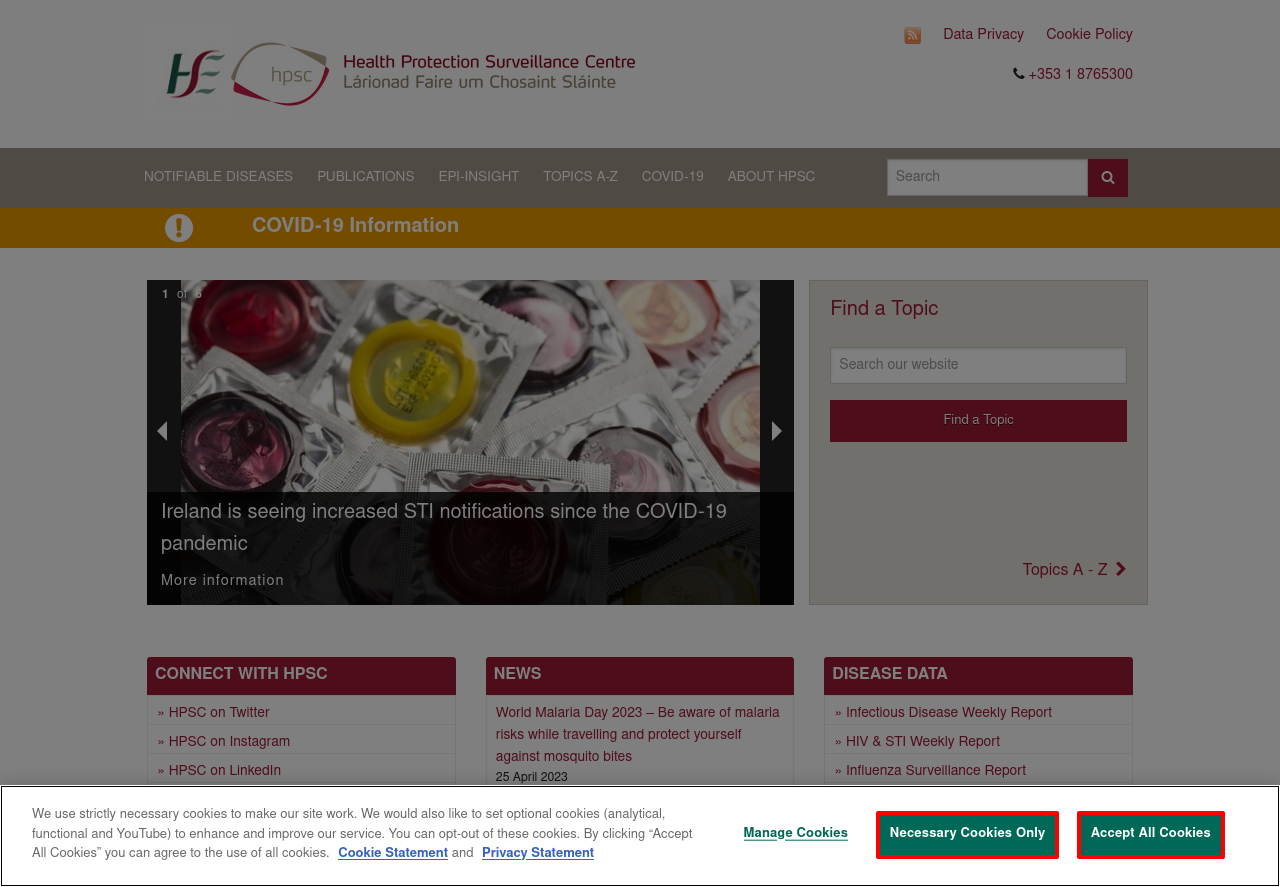 Data Privacy
Cookie Policy
HE
hpsc
Health Protection Surveillance Centre
Lárionad Faire um Chosaint Sláinte
+353 1 8765300
NOTIFIABLE DISEASES
PUBLICATIONS
EPI-INSIGHT
TOPICS A-Z
COVID-19
ABOUT HPSC
Search
COVID-19 Information
1 of
Ireland is seeing increased STI notifications since the COVID-19
pandemic
More information
Find a Topic
Search our website
Find a Topic
Topics A - Z
CONNECT WITH HPSC
» HPSC on Twitter
» HPSC on Instagram
» HPSC on LinkedIn
NEWS
World Malaria Day 2023 – Be aware of malaria
risks while travelling and protect yourself
against mosquito bites
25 April 2023
DISEASE DATA
» Infectious Disease Weekly Report
» HIV & STI Weekly Report
» Influenza Surveillance Report
We use strictly necessary cookies to make our site work. We would also like to set optional cookies (analytical,
functional and YouTube) to enhance and improve our service. You can opt-out of these cookies. By clicking “Accept
All Cookies” you can agree to the use of all cookies. Cookie Statement and Privacy Statement
Manage Cookies
Necessary Cookies Only
Accept All Cookies